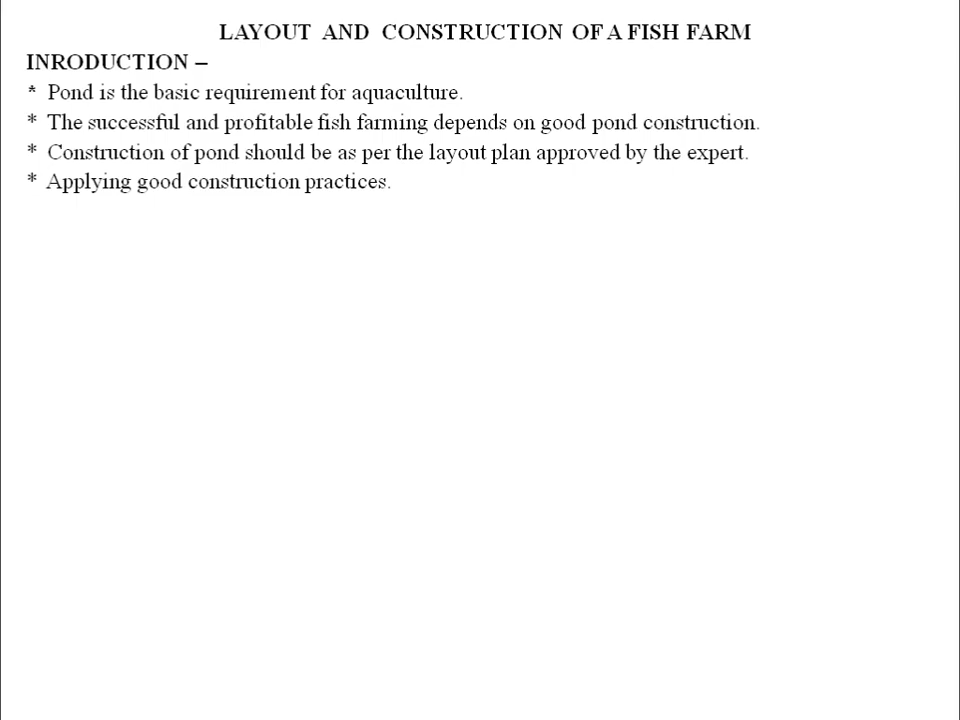 LAYOUT AND CONSTRUCTION OF A FISH FARM
INRODUCTION –
* Pond is the basic requirement for aquaculture.
* The successful and profitable fish farming depends on good pond construction.
* Construction of pond should be as per the layout plan approved by the expert.
* Applying good construction practices.